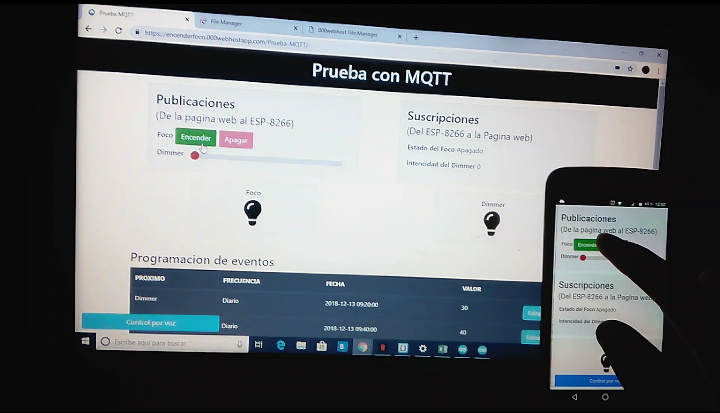 Prueba MQTT
File Manager
000webhost File Manager
https://encenderfoco.000webhostapp.com/Prueba-MQTT/
Prueba con MQTT
Publicaciones
(De la pagina web al ESP-8266)
Foco Encender Apagar
Dimmer
Suscripciones
(Del ESP-8266 a la Pagina web)
Estado del Foco Apagado
Intencidad del Dimmer 0
Foco
Dimmer
Programacion de eventos
PROXIMO FRECUENCIA FECHA VALOR
Dimmer Diario 2018-12-13 09:20:00 30
Diario 2018-12-13 09:40:00 40
Control por voz
Escribe aquí para buscar
12:02
Publicaciones
(De la pagina web al ESP-8266)
Foco
Dimmer
Suscripciones
(Del ESP-8266 a la Pagina web)
Estado del Foco Apagado
Intencidad del
Control por